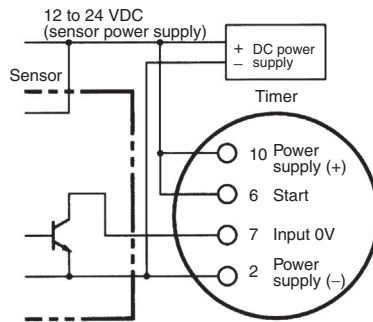 12 to 24 VDC
(sensor power supply)
+ DC power
– supply
Sensor
Timer
10 Power
supply (+)
6 Start
7 Input 0V
2 Power
supply (–)